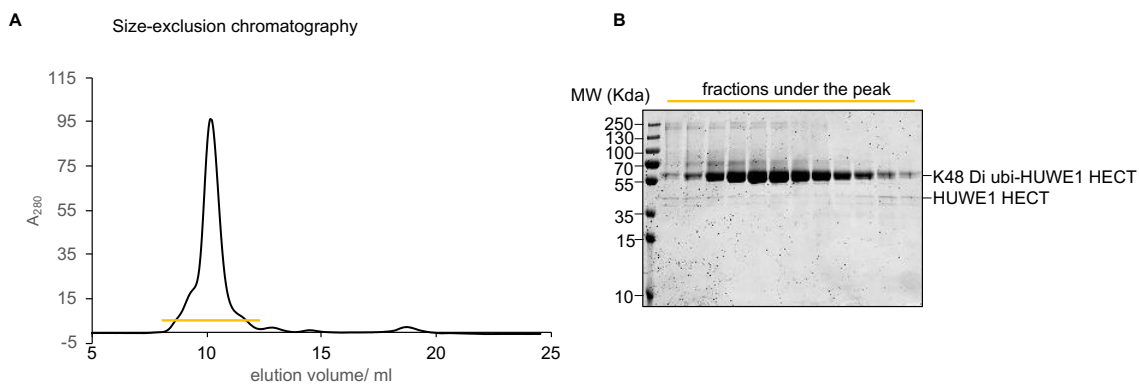 A
Size-exclusion chromatography
115
95
75
55
35
15
-5
A280
5 10 15 20 25
elution volume/ ml
B
fractions under the peak
MW (Kda)
250
130
100
70
55
35
15
10
K48 Di ubi-HUWE1 HECT
HUWE1 HECT